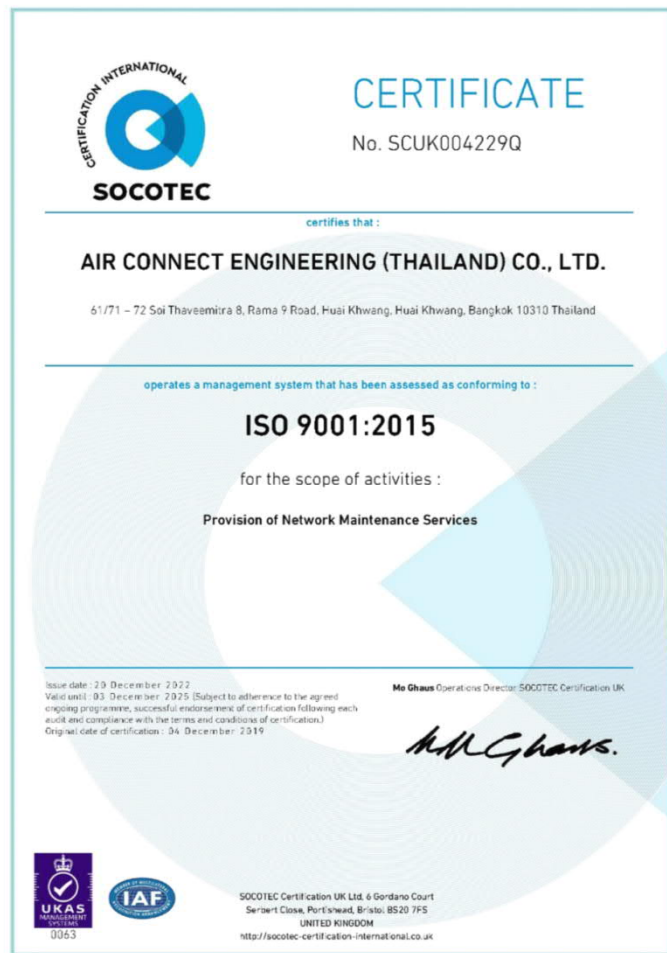 CERTIFICATION INTERNATIONAL
SOCOTEC
CERTIFICATE
No. SCUK004229Q
certifies that :
AIR CONNECT ENGINEERING (THAILAND) CO., LTD.
61/71 – 72 Soi Thaveemitra 8, Rama 9 Road, Huai Khwang, Huai Khwang, Bangkok 10310 Thailand
operates a management system that has been assessed as conforming to :
ISO 9001:2015
for the scope of activities :
Provision of Network Maintenance Services
Issue date : 20 December 2022
Valid until : 03 December 2025 (Subject to adherence to the agreed
ongoing programme, successful endorsement of certification following each
audit and compliance with the terms and conditions of certification.)
Original date of certification : 04 December 2019
Mo Ghaus Operations Director SOCOTEC Certification UK
UKAS
MANAGEMENT
SYSTEMS
0063
IAF
SOCOTEC Certification UK Ltd, 6 Gordano Court
Serbert Close, Portishead, Bristol BS20 7FS
UNITED KINGDOM
http://socotec-certification-international.co.uk